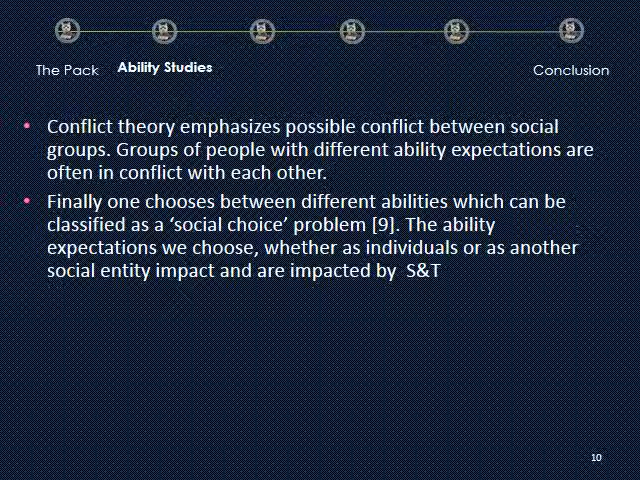 The Pack Ability Studies Conclusion
• Conflict theory emphasizes possible conflict between social
groups. Groups of people with different ability expectations are
often in conflict with each other.
• Finally one chooses between different abilities which can be
classified as a ‘social choice’ problem [9]. The ability
expectations we choose, whether as individuals or as another
social entity impact and are impacted by  S&T
10